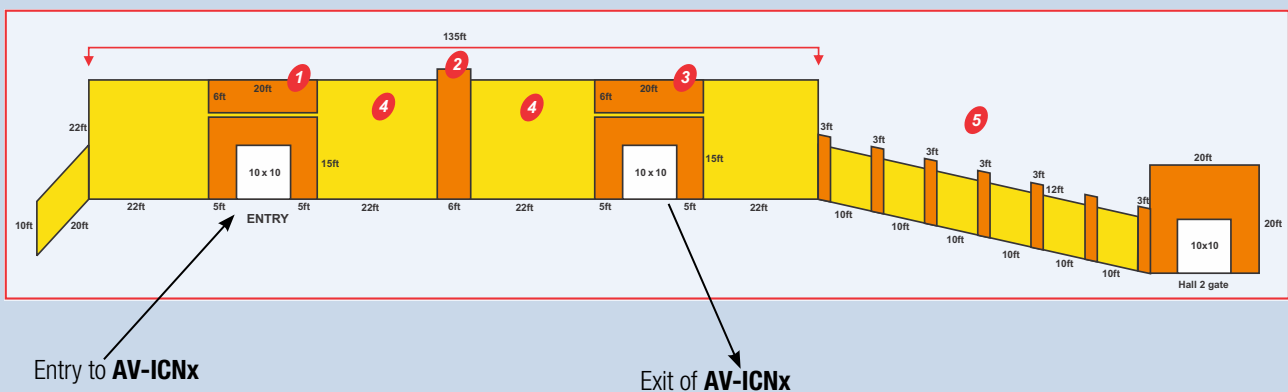 135ft
1
2
3
20ft
20ft
6ft
6ft
4
4
5
22ft
3ft
3ft
3ft
3ft
3ft
12ft
3ft
20ft
15ft
15ft
10 x 10
10 x 10
10x10
20ft
10ft
20ft
22ft
5ft
5ft
22ft
6ft
22ft
5ft
5ft
22ft
ENTRY
10ft
10ft
10ft
10ft
10ft
10ft
Hall 2 gate
Entry to AV-ICNx
Exit of AV-ICNx